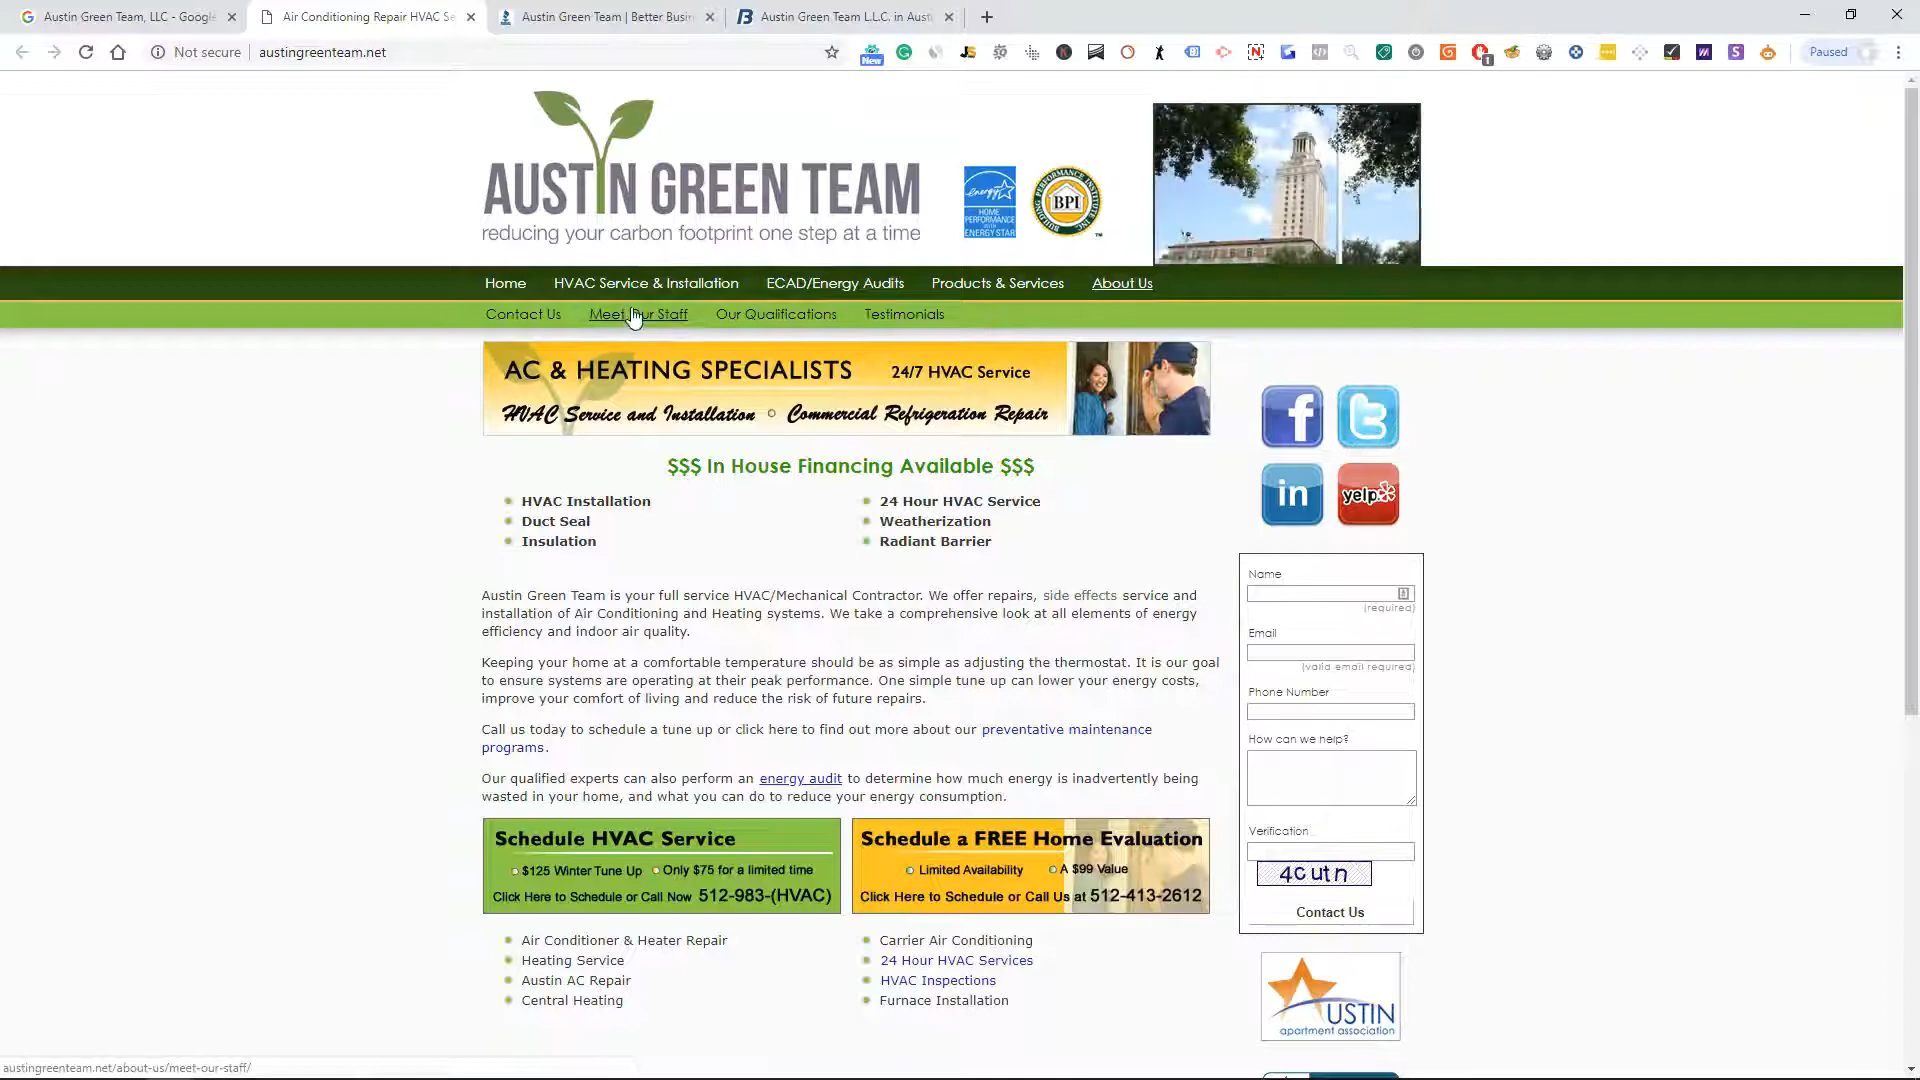 Austin Green Team, LLC - Google
Air Conditioning Repair HVAC Se
Austin Green Team | Better Busin
Austin Green Team L.L.C. in Aust
Not secure
austingreenteam.net
New
1
Paused
AUSTIN GREEN TEAM
reducing your carbon footprint one step at a time
energy
HOME
PERFORMANCE
WITH
ENERGY STAR
BUILDING PERFORMANCE INSTITUTE, INC
BPI
TM
Home
HVAC Service & Installation
ECAD/Energy Audits
Products & Services
About Us
Contact Us
Meet Our Staff
Our Qualifications
Testimonials
AC & HEATING SPECIALISTS
24/7 HVAC Service
HVAC Service and Installation
Commercial Refrigeration Repair
$$$ In House Financing Available $$$
HVAC Installation
Duct Seal
Insulation
24 Hour HVAC Service
Weatherization
Radiant Barrier
Austin Green Team is your full service HVAC/Mechanical Contractor. We offer repairs, side effects service and
installation of Air Conditioning and Heating systems. We take a comprehensive look at all elements of energy
efficiency and indoor air quality.
Keeping your home at a comfortable temperature should be as simple as adjusting the thermostat. It is our goal
to ensure systems are operating at their peak performance. One simple tune up can lower your energy costs,
improve your comfort of living and reduce the risk of future repairs.
Call us today to schedule a tune up or click here to find out more about our preventative maintenance
programs.
Our qualified experts can also perform an energy audit to determine how much energy is inadvertently being
wasted in your home, and what you can do to reduce your energy consumption.
Schedule HVAC Service
$125 Winter Tune Up
Only $75 for a limited time
Click Here to Schedule or Call Now 512-983-(HVAC)
Schedule a FREE Home Evaluation
Limited Availability
A $99 Value
Click Here to Schedule or Call Us at 512-413-2612
Air Conditioner & Heater Repair
Heating Service
Austin AC Repair
Central Heating
Carrier Air Conditioning
24 Hour HVAC Services
HVAC Inspections
Furnace Installation
f
t
in
yelp
Name
(required)
Email
(valid email required)
Phone Number
How can we help?
Verification
4cutn
Contact Us
AUSTIN
apartment association
austingreenteam.net/about-us/meet-our-staff/